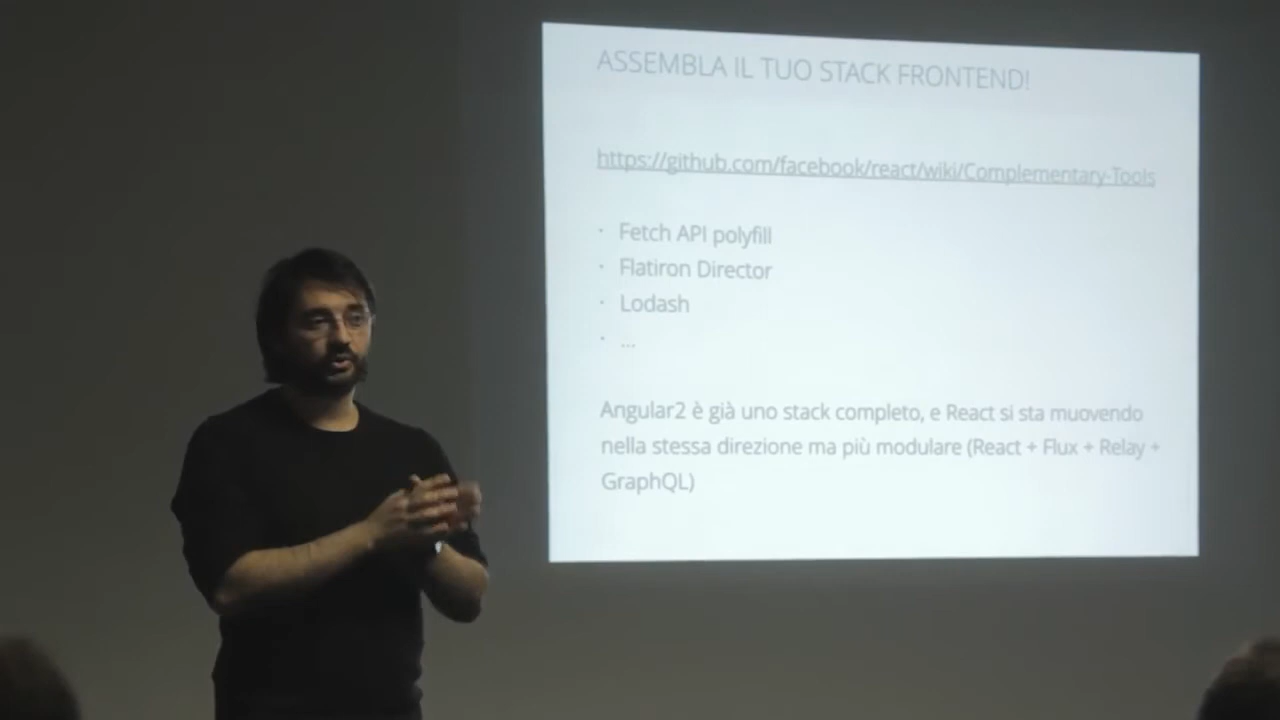 ASSEMBLA IL TUO STACK FRONTEND!
https://github.com/facebook/react/wiki/Complementary-Tools
· Fetch API polyfill
· Flatiron Director
· Lodash
· ...
Angular2 è già uno stack completo, e React si sta muovendo
nella stessa direzione ma più modulare (React + Flux + Relay +
GraphQL)